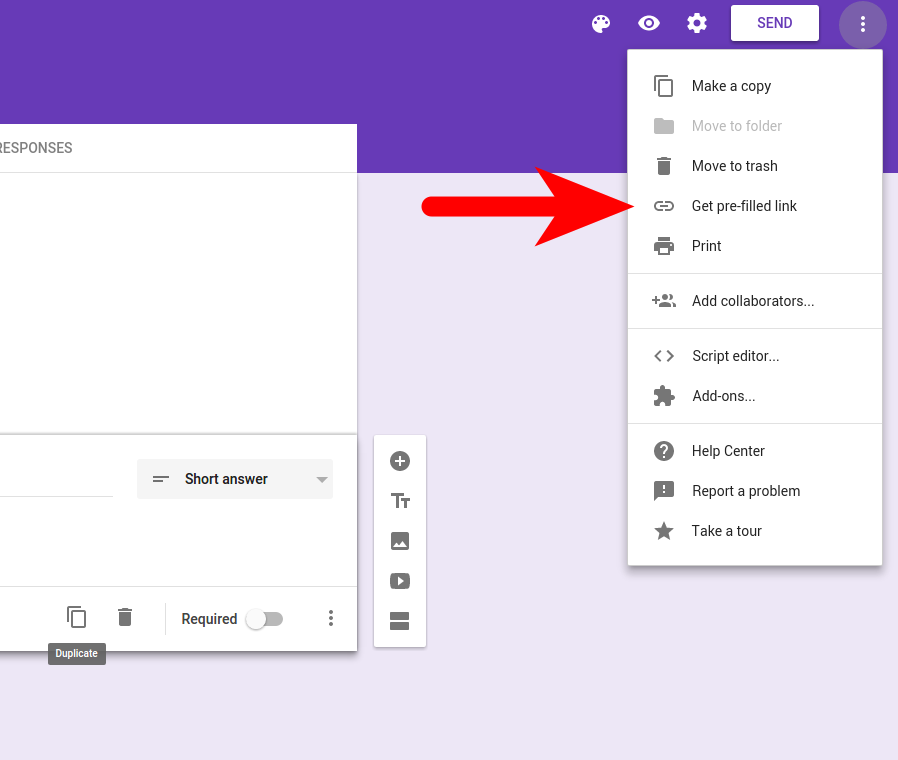 SEND
RESPONSES
Make a copy
Move to folder
Move to trash
Get pre-filled link
Print
Add collaborators...
Script editor...
Add-ons...
Help Center
Report a problem
Take a tour
Short answer
Tт
Required
Duplicate